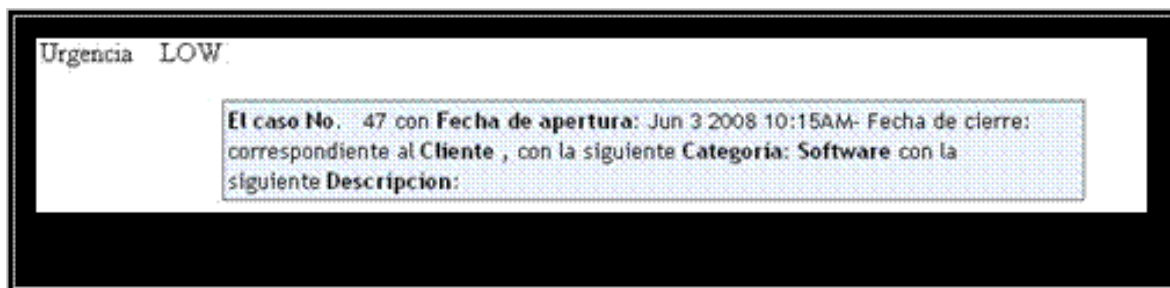 Urgencia LOW
El caso No. 47 con Fecha de apertura: Jun 3 2008 10:15AM- Fecha de cierre:
correspondiente al Cliente , con la siguiente Categoria: Software con la
siguiente Descripcion: